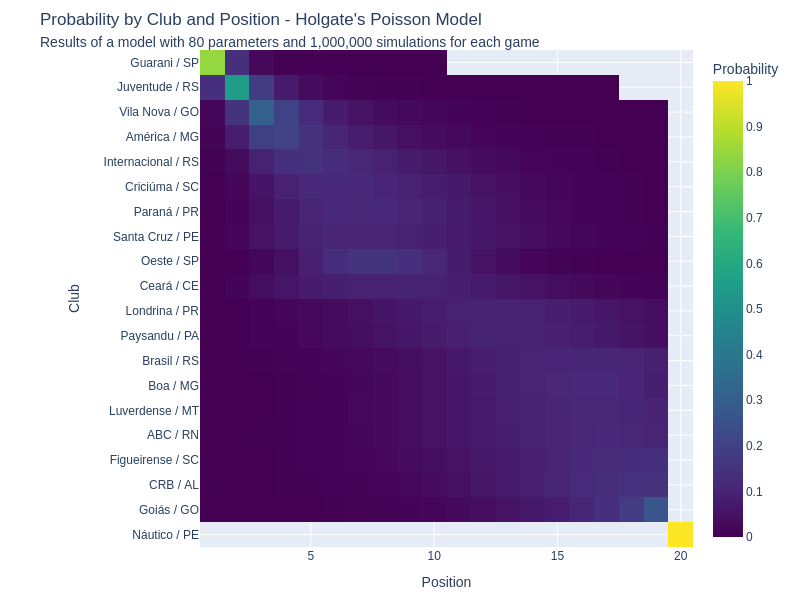 Probability by Club and Position - Holgate's Poisson Model
Results of a model with 80 parameters and 1,000,000 simulations for each game
Guarani / SP
Juventude / RS
Vila Nova / GO
América / MG
Internacional / RS
Criciúma / SC
Paraná / PR
Santa Cruz / PE
Oeste / SP
Ceará / CE
Londrina / PR
Paysandu / PA
Brasil / RS
Boa / MG
Luverdense / MT
ABC / RN
Figueirense / SC
CRB / AL
Goiás / GO
Náutico / PE
Club
5 10 15 20
Position
Probability
1
0.9
0.8
0.7
0.6
0.5
0.4
0.3
0.2
0.1
0